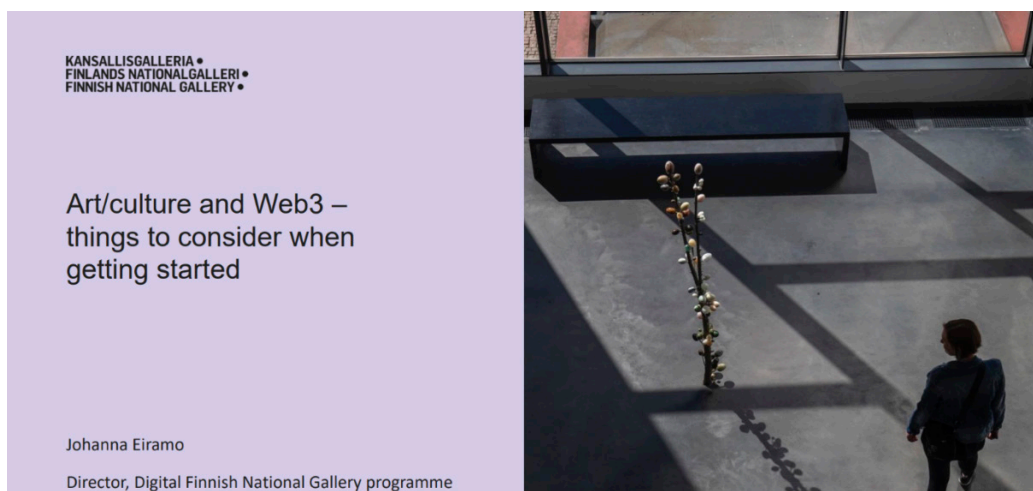 KANSALLISGALLERIA •
FINLANDS NATIONALGALLERI •
FINNISH NATIONAL GALLERY •
Art/culture and Web3 –
things to consider when
getting started
Johanna Eiramo
Director, Digital Finnish National Gallery programme